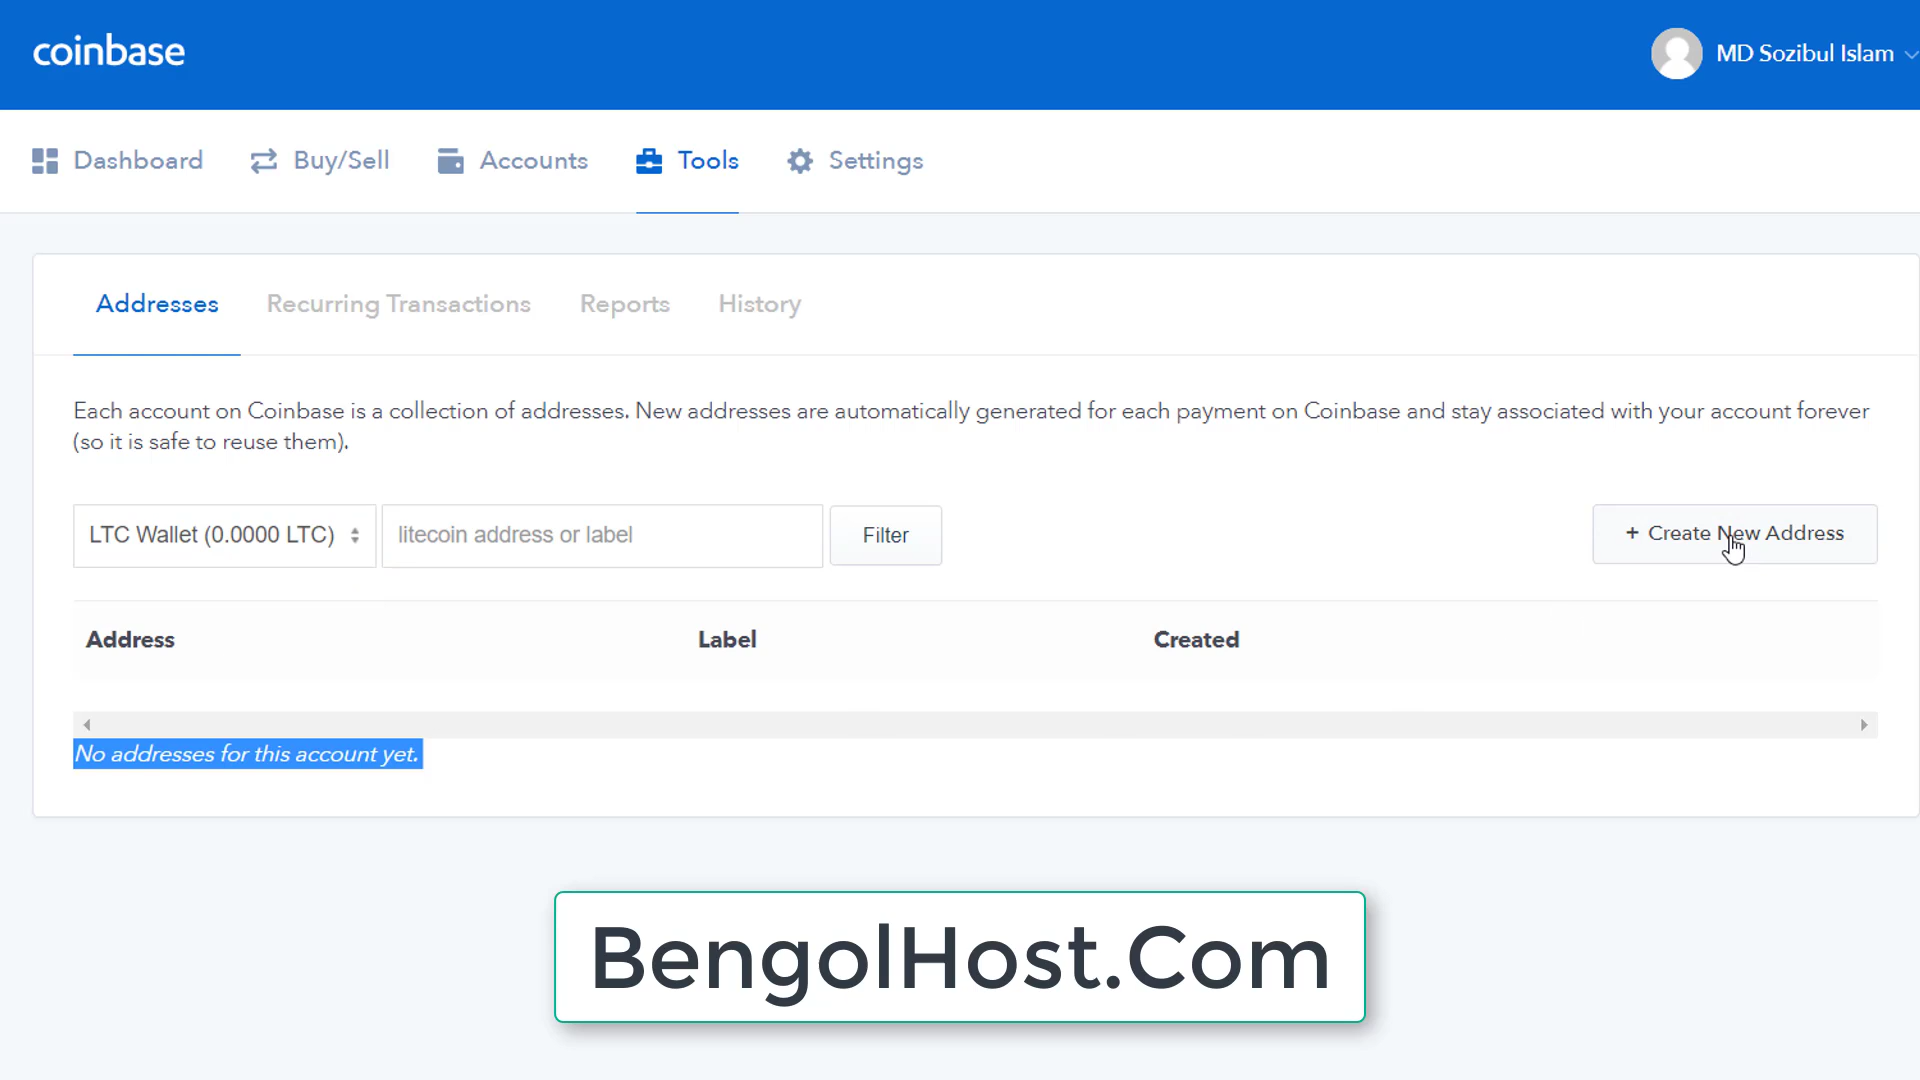 coinbase
MD Sozibul Islam
Dashboard
Buy/Sell
Accounts
Tools
Settings
Addresses
Recurring Transactions
Reports
History
Each account on Coinbase is a collection of addresses. New addresses are automatically generated for each payment on Coinbase and stay associated with your account forever
(so it is safe to reuse them).
LTC Wallet (0.0000 LTC)
litecoin address or label
Filter
+ Create New Address
Address
Label
Created
No addresses for this account yet.
BengolHost.Com